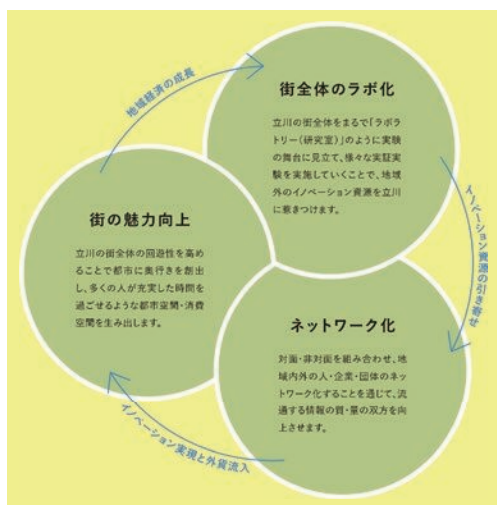 地域経済の成長
街全体のラボ化
立川の街全体をまるで「ラボラ
トリー（研究室）」のように実験
の舞台に見立て、様々な実証実
験を実施していくことで、地域
外のイノベーション資源を立川
に惹きつけます。
イノベーション資源の引き寄せ
街の魅力向上
立川の街全体の回遊性を高め
ることで都市に奥行きを創出
し、多くの人が充実した時間を
過ごせるような都市空間・消費
空間を生み出します。
ネットワーク化
対面・非対面を組み合わせ、地
域内外の人・企業・団体のネッ
トワーク化することを通じて、流
通する情報の質・量の双方を向
上させます。
イノベーション実現と外貨流入